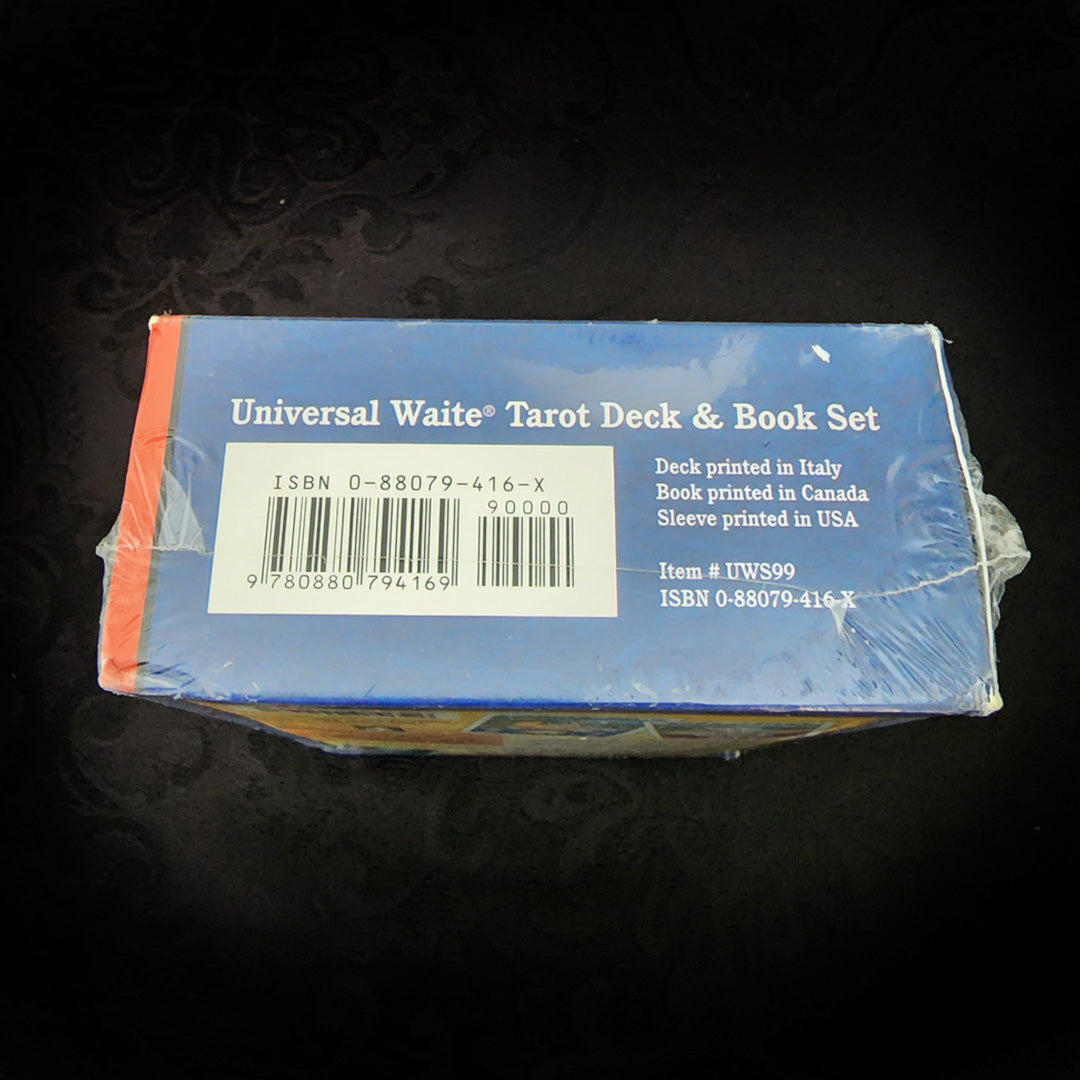 Universal Waite® Tarot Deck & Book Set
ISBN 0-88079-416-X
90000
9 780880 794169
Deck printed in Italy
Book printed in Canada
Sleeve printed in USA
Item # UWS99
ISBN 0-88079-416-X